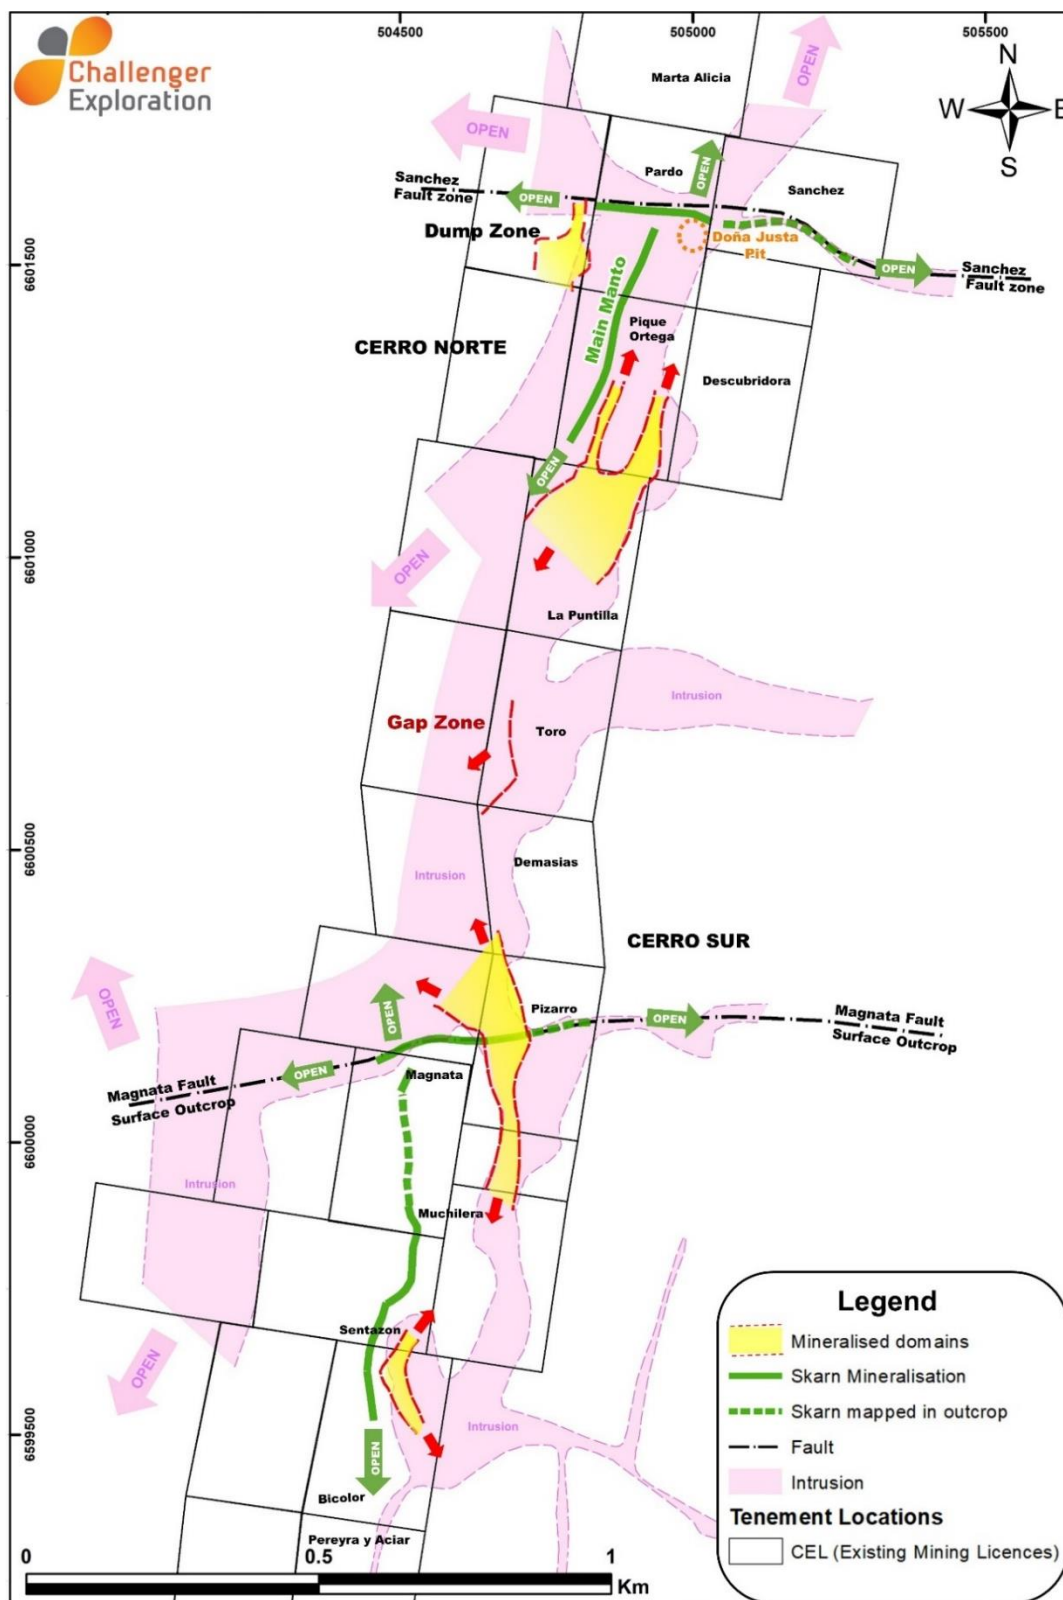 504500
505000
505500
Challenger
Exploration
Marta Alicia
OPEN
N
W
E
S
OPEN
Pardo
OPEN
Sanchez
Sanchez
Fault zone
OPEN
Dump Zone
Doña Justa
Pit
OPEN
Sanchez
Fault zone
6601500
Main Manto
Pique
Ortega
CERRO NORTE
Descubridora
OPEN
6601000
OPEN
La Puntilla
Intrusion
Gap Zone
Toro
6600500
Demasias
Intrusion
CERRO SUR
OPEN
OPEN
Pizarro
OPEN
Magnata Fault
Surface Outcrop
OPEN
Magnata
Magnata Fault
Surface Outcrop
6600000
Intrusion
Muchilera
Sentazon
OPEN
6599500
Intrusion
OPEN
Bicolor
Pereyra y Aciar
0
0.5
1
Km
Legend
Mineralised domains
Skarn Mineralisation
Skarn mapped in outcrop
Fault
Intrusion
Tenement Locations
CEL (Existing Mining Licences)